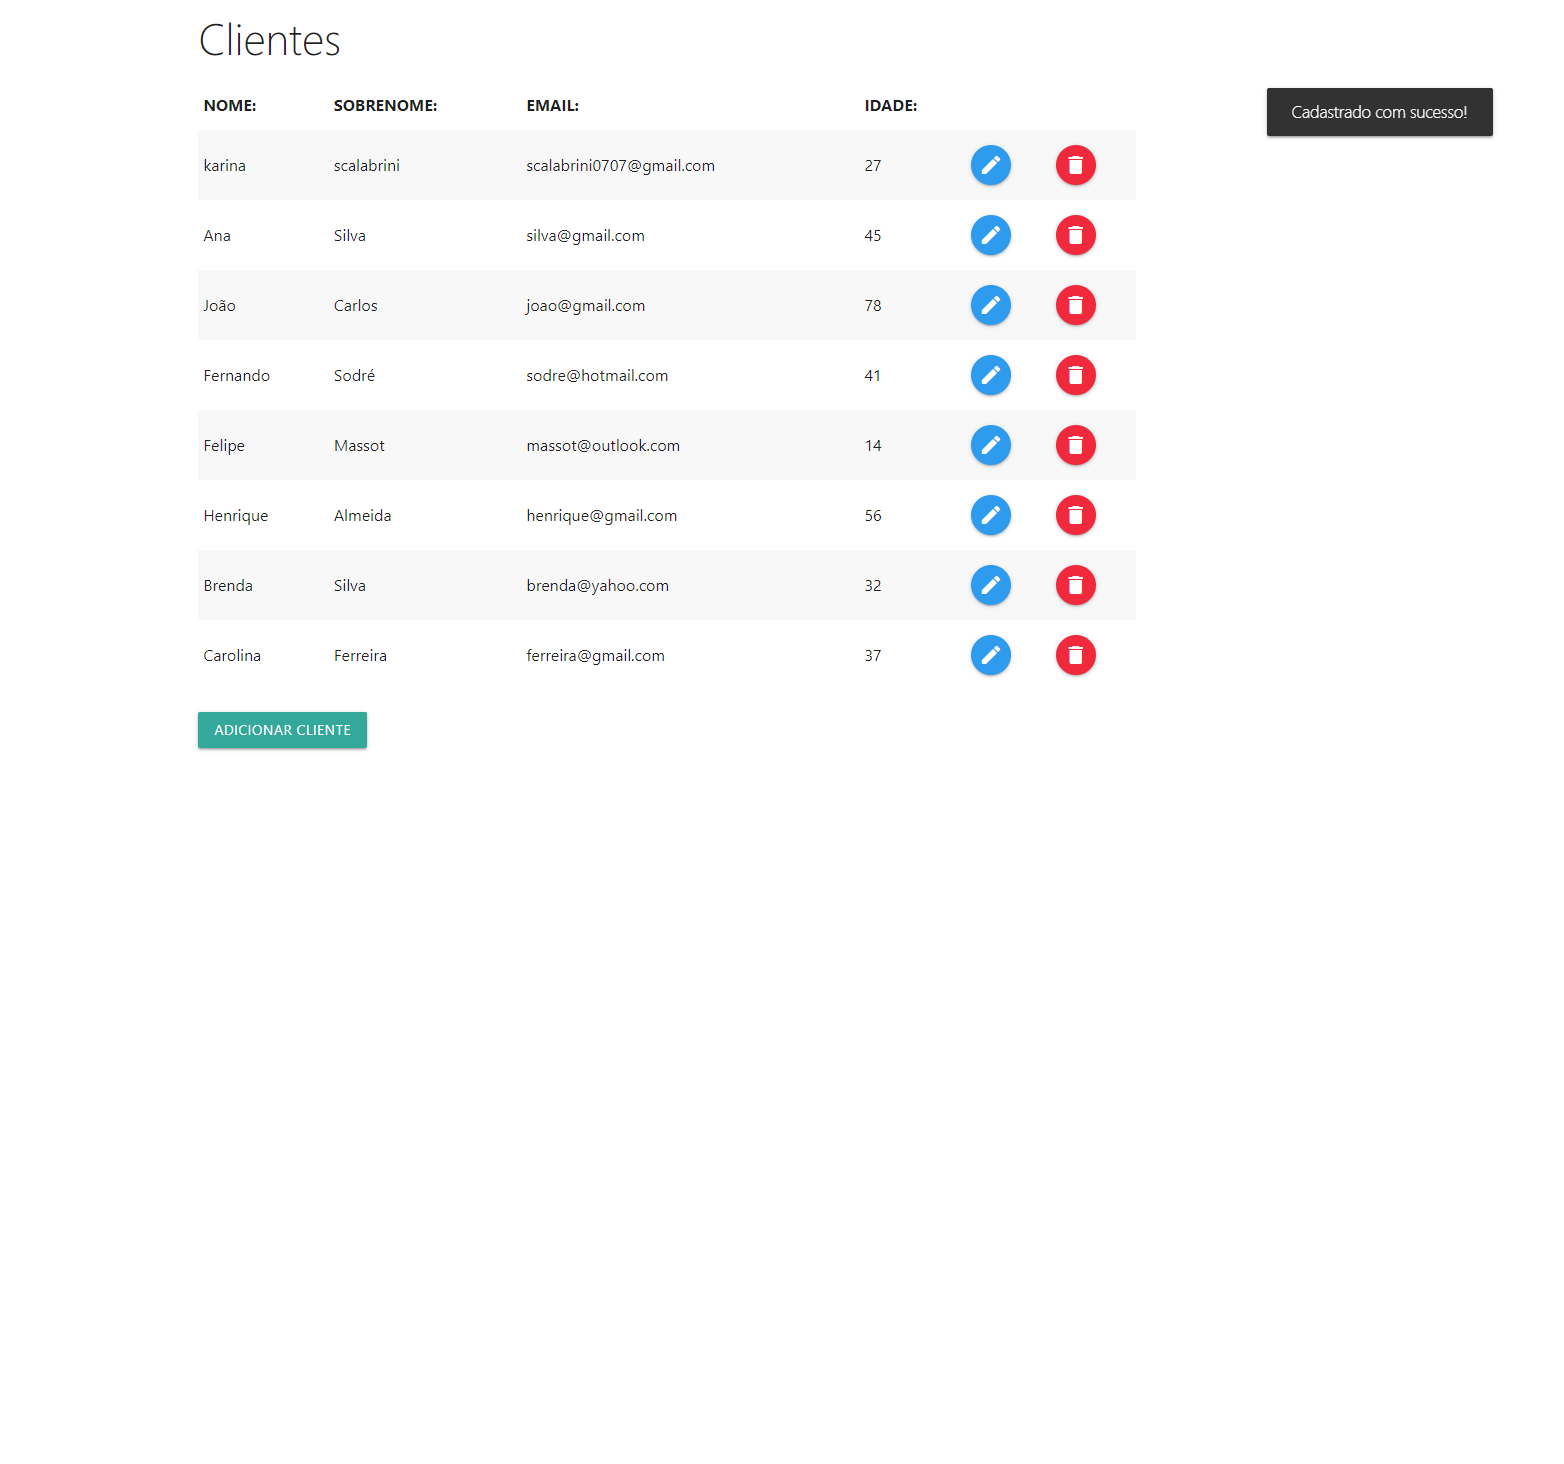 Clientes
NOME: SOBRENOME: EMAIL: IDADE:
Cadastrado com sucesso!
karina scalabrini scalabrini0707@gmail.com 27
Ana Silva silva@gmail.com 45
João Carlos joao@gmail.com 78
Fernando Sodré sodre@hotmail.com 41
Felipe Massot massot@outlook.com 14
Henrique Almeida henrique@gmail.com 56
Brenda Silva brenda@yahoo.com 32
Carolina Ferreira ferreira@gmail.com 37
ADICIONAR CLIENTE